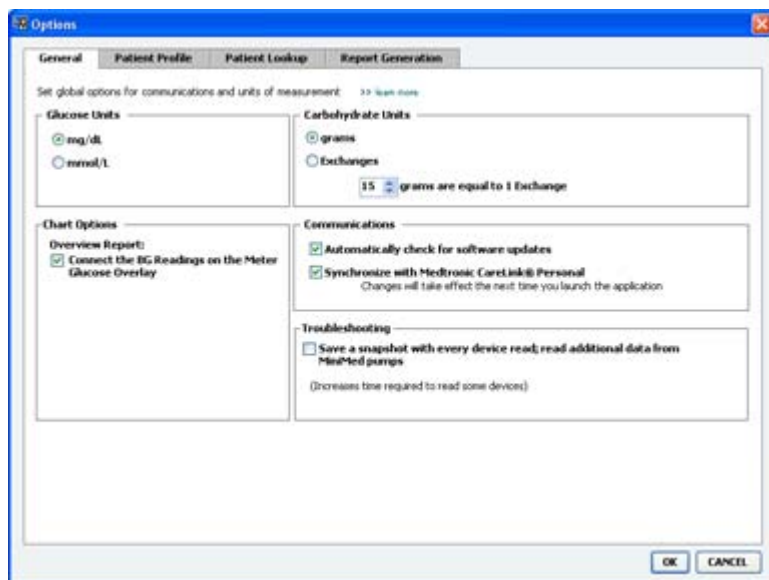 Options
General Patient Profile Patient Lookup Report Generation
Set global options for communications and units of measurement >> learn more
Glucose Units
mg/dL
mmol/L
Carbohydrate Units
grams
Exchanges
15 grams are equal to 1 Exchange
Chart Options
Overview Report:
Connect the BG Readings on the Meter
Glucose Overlay
Communications
Automatically check for software updates
Synchronize with Medtronic CareLink® Personal
Changes will take effect the next time you launch the application
Troubleshooting
Save a snapshot with every device read; read additional data from
MiniMed pumps
(Increases time required to read some devices)
OK CANCEL